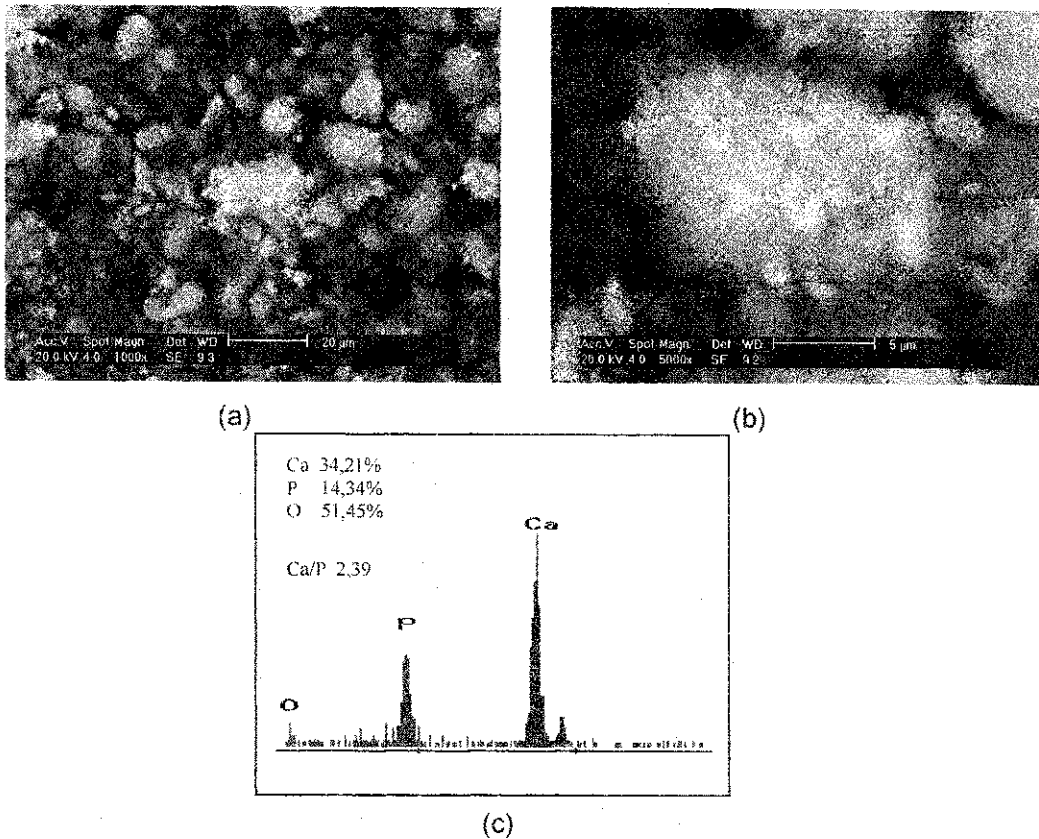 Acc.V Spot Magn Det WD 20 µm
20.0 kV 4.0 1000x SE 9.3
Acc.V Spot Magn Det WD 5 µm
20.0 kV 4.0 5000x SE 9.2
(a)
(b)
Ca 34,21%
P 14,34%
O 51,45%
Ca/P 2,39
Ca
P
O
(c)